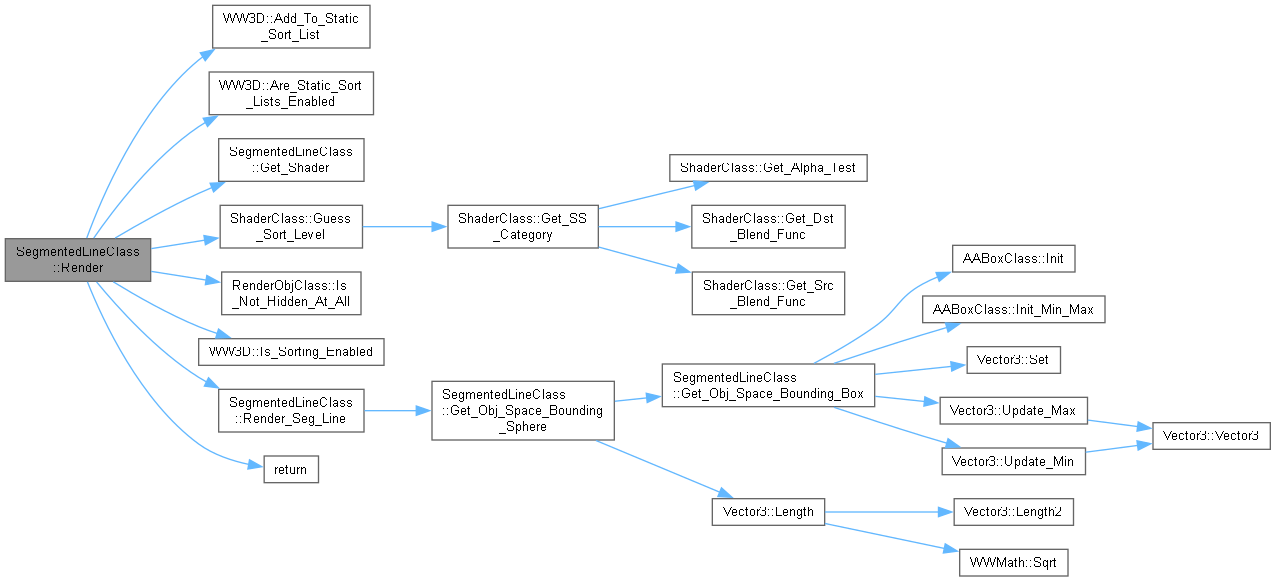 WW3D::Add_To_Static
_Sort_List
WW3D::Are_Static_Sort
_Lists_Enabled
SegmentedLineClass
::Get_Shader
ShaderClass::Guess
_Sort_Level
SegmentedLineClass
::Render
RenderObjClass::Is
_Not_Hidden_At_All
WW3D::Is_Sorting_Enabled
SegmentedLineClass
::Render_Seg_Line
return
ShaderClass::Get_SS
_Category
SegmentedLineClass
::Get_Obj_Space_Bounding
_Sphere
ShaderClass::Get_Alpha_Test
ShaderClass::Get_Dst
_Blend_Func
ShaderClass::Get_Src
_Blend_Func
SegmentedLineClass
::Get_Obj_Space_Bounding_Box
Vector3::Length
AABoxClass::Init
AABoxClass::Init_Min_Max
Vector3::Set
Vector3::Update_Max
Vector3::Update_Min
Vector3::Vector3
Vector3::Length2
WWMath::Sqrt